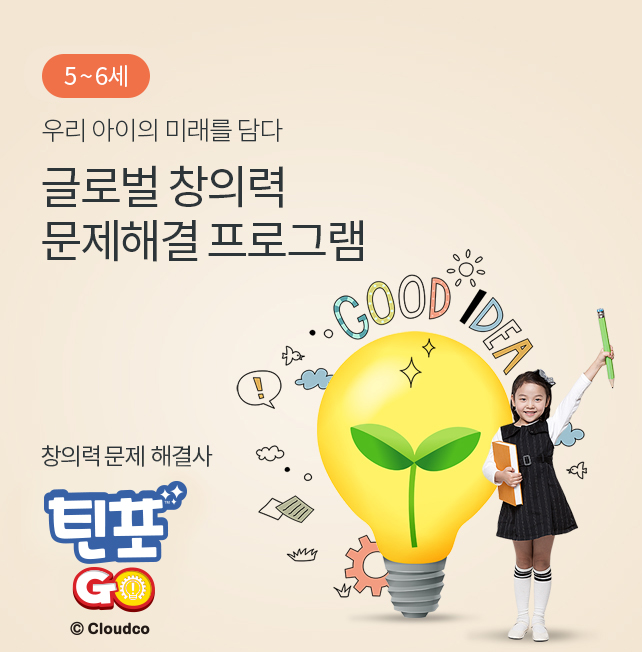 5~6세
우리 아이의 미래를 담다
글로벌 창의력
문제해결 프로그램
GOOD IDEA
!
창의력 문제 해결사
틴포
GO
© Cloudco